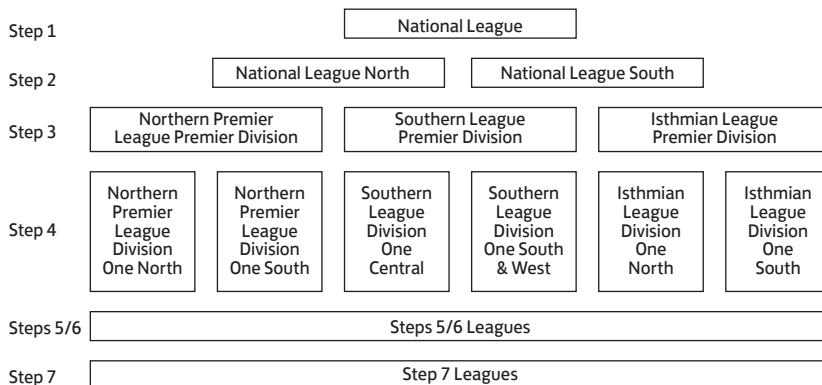 Step 1
National League
Step 2
National League North
National League South
Step 3
Northern Premier
League Premier Division
Southern League
Premier Division
Isthmian League
Premier Division
Step 4
Northern
Premier
League
Division
One North
Northern
Premier
League
Division
One South
Southern
League
Division
One
Central
Southern
League
Division
One South
& West
Isthmian
League
Division
One
North
Isthmian
League
Division
One
South
Steps 5/6
Steps 5/6 Leagues
Step 7
Step 7 Leagues